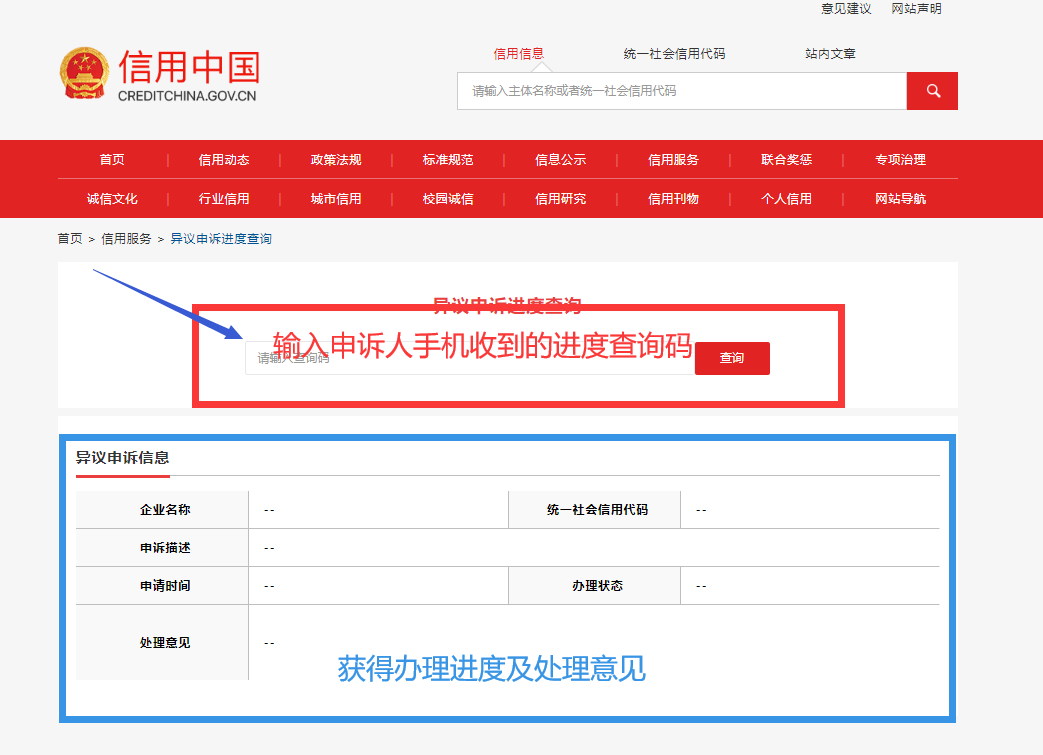 意见建议 网站声明
信用信息 统一社会信用代码 站内文章
信用中国
CREDITCHINA.GOV.CN
请输入主体名称或者统一社会信用代码
首页 | 信用动态 | 政策法规 | 标准规范 | 信息公示 | 信用服务 | 联合奖惩 | 专项治理
诚信文化 | 行业信用 | 城市信用 | 校园诚信 | 信用研究 | 信用刊物 | 个人信用 | 网站导航
首页 > 信用服务 > 异议申诉进度查询
异议申诉进度查询
输入申诉人手机收到的进度查询码
请输入查询码 查询
异议申诉信息
企业名称 -- 统一社会信用代码 --
申诉描述 --
申请时间 -- 办理状态 --
处理意见 --
获得办理进度及处理意见